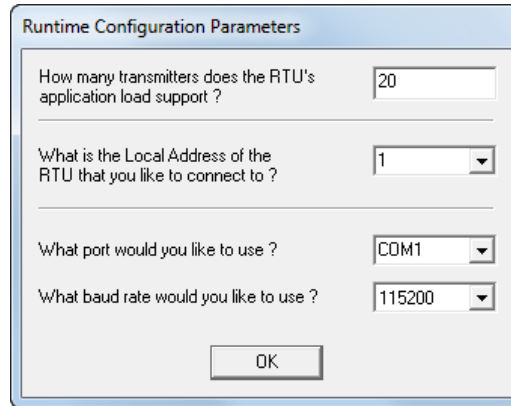 Runtime Configuration Parameters
How many transmitters does the RTU's
application load support ?
20
What is the Local Address of the
RTU that you like to connect to ?
1
What port would you like to use ?
COM1
What baud rate would you like to use ?
115200
OK